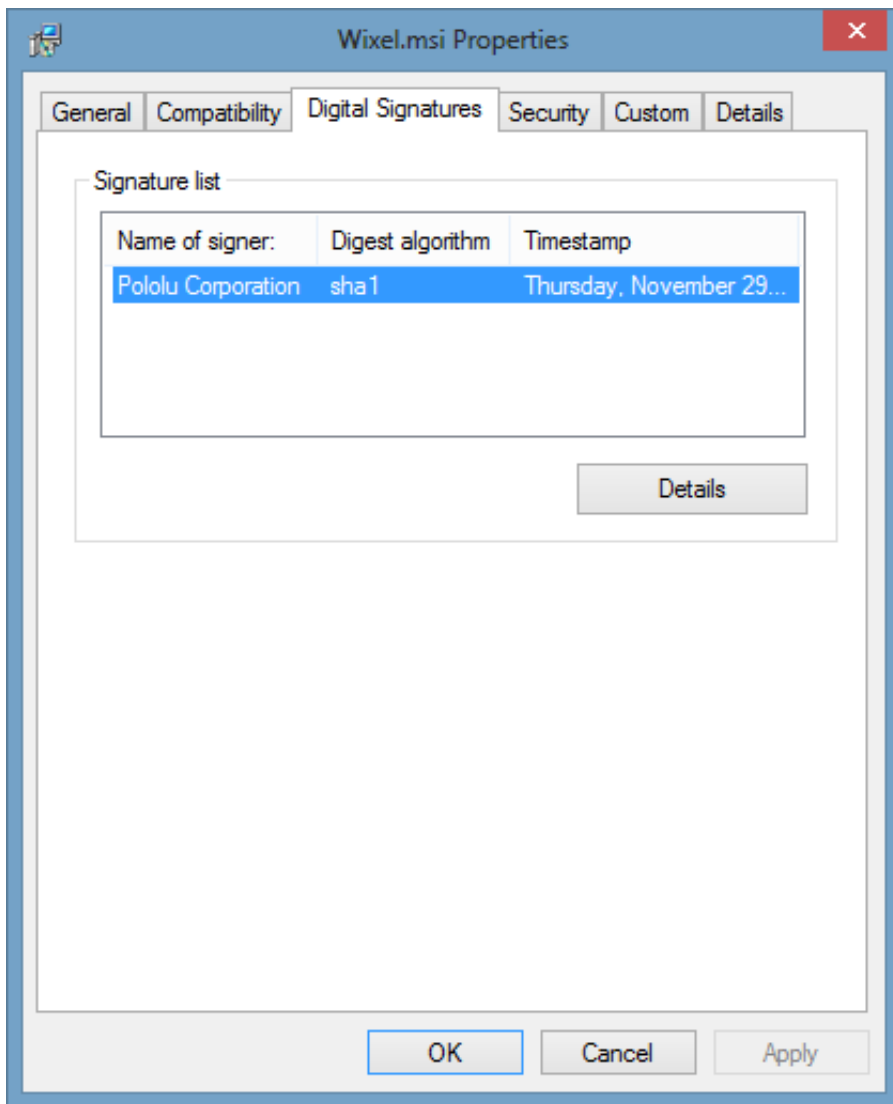 Wixel.msi Properties
General Compatibility Digital Signatures Security Custom Details
Signature list
Name of signer: Digest algorithm Timestamp
Pololu Corporation sha1 Thursday, November 29...
Details
OK Cancel Apply